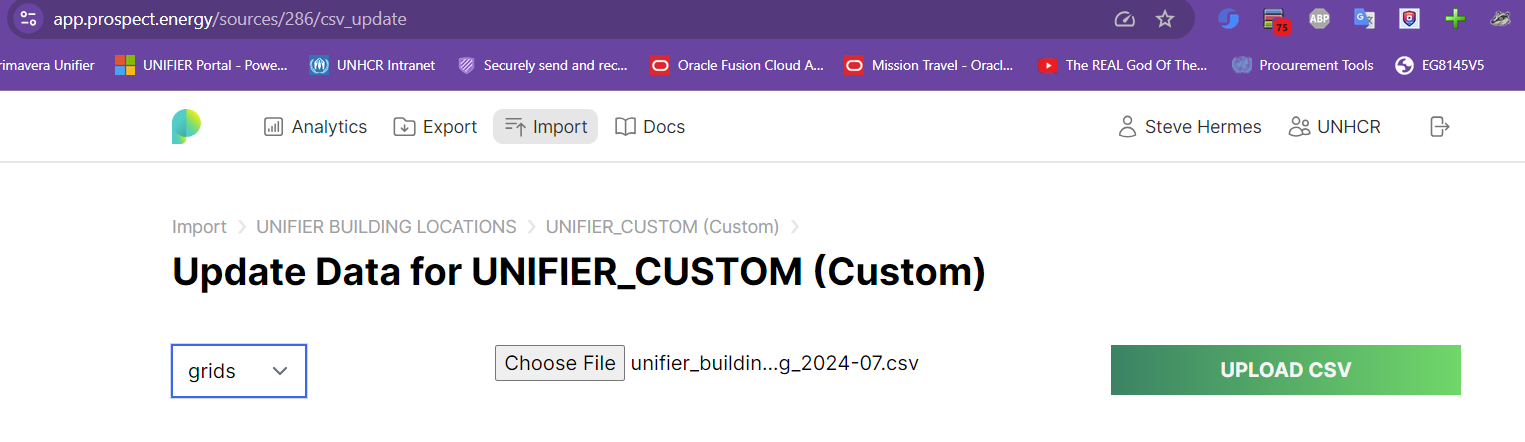 app.prospect.energy/sources/286/csv_update
75 ABP G
rimavera Unifier UNIFIER Portal - Powe... UNHCR Intranet Securely send and rec... Oracle Fusion Cloud A... Mission Travel - Oracl... The REAL God Of The... Procurement Tools EG8145V5
Analytics Export Import Docs Steve Hermes UNHCR
Import > UNIFIER BUILDING LOCATIONS > UNIFIER_CUSTOM (Custom) >
Update Data for UNIFIER_CUSTOM (Custom)
grids Choose File unifier_buildin...g_2024-07.csv UPLOAD CSV